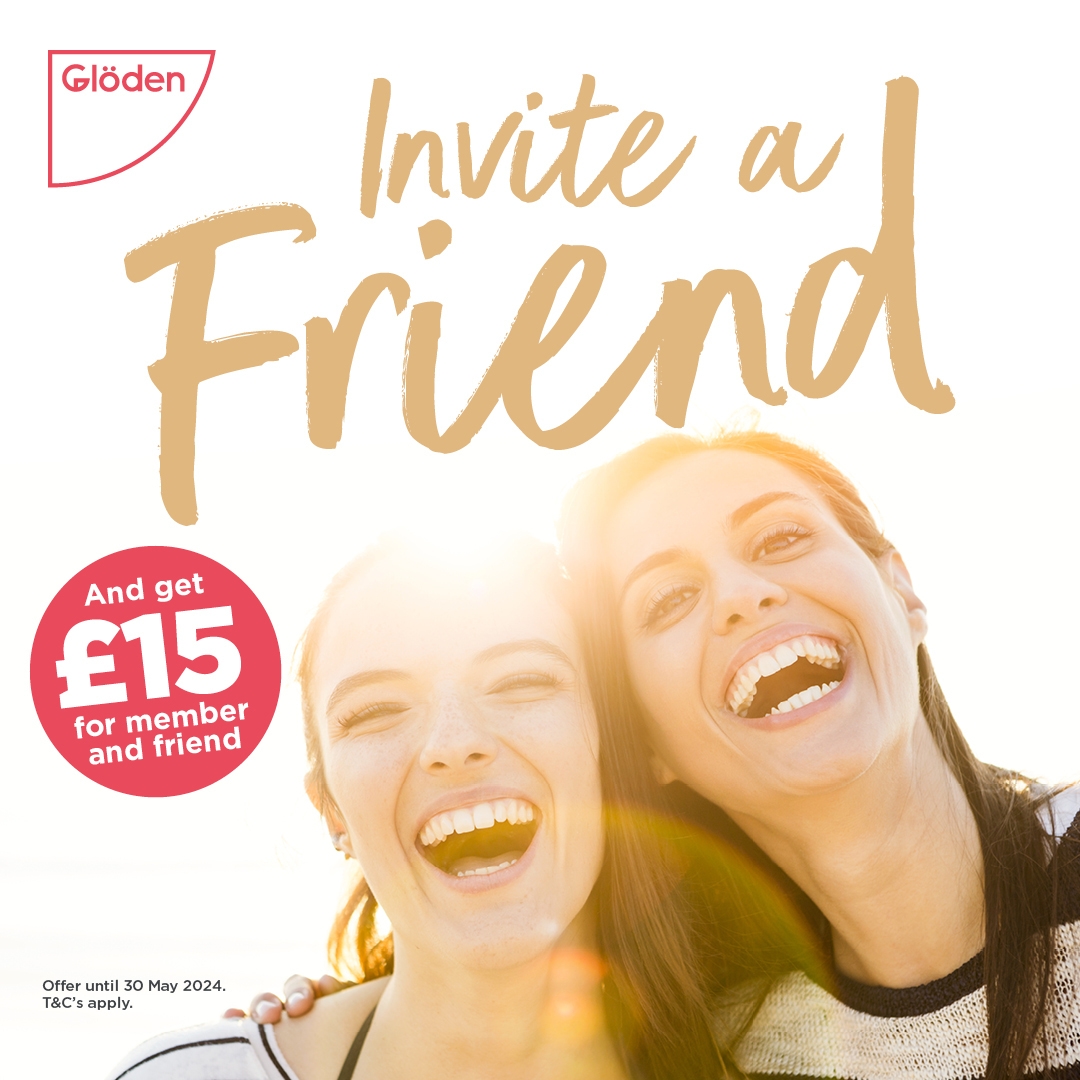 Glöden
Invite a
Friend
And get
£15
for member
and friend
Offer until 30 May 2024.
T&C's apply.